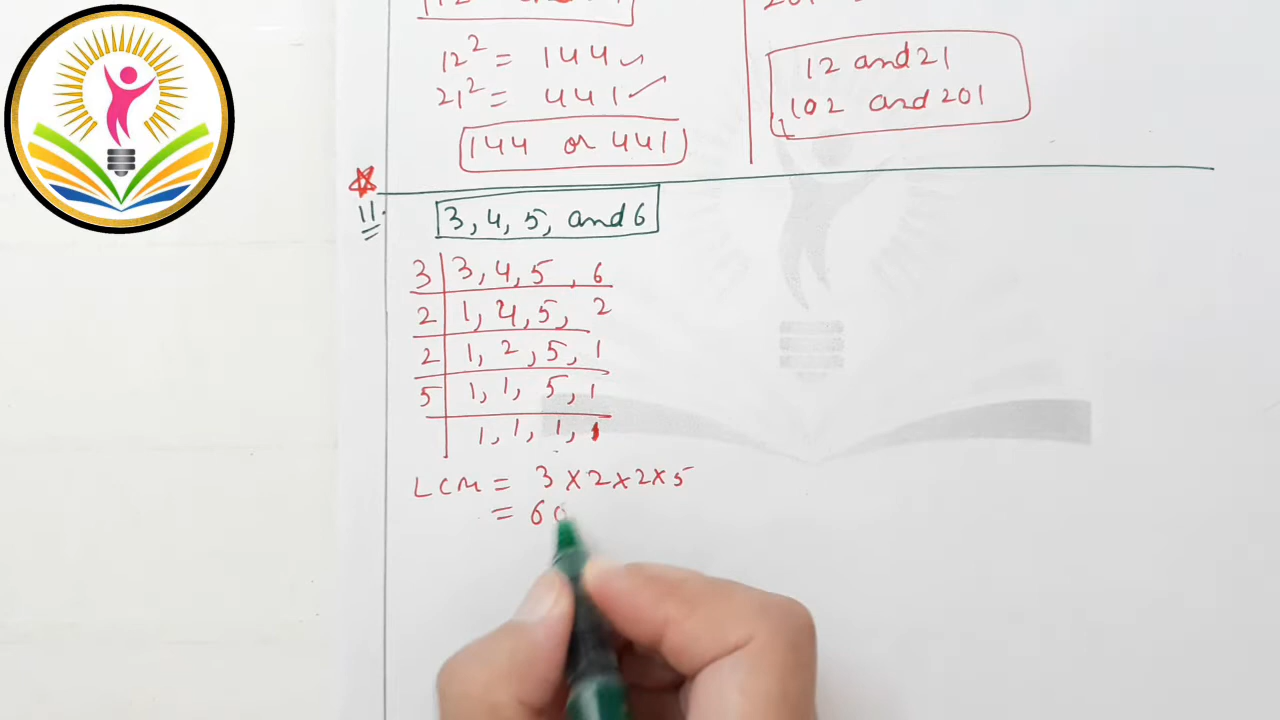 12² = 144 ✓
21² = 441 ✓
144 or 441
12 and 21
102 and 201
11.
3, 4, 5, and 6
3 | 3, 4, 5, 6
2 | 1, 4, 5, 2
2 | 1, 2, 5, 1
5 | 1, 1, 5, 1
1, 1, 1, 1
LCM = 3 × 2 × 2 × 5
= 60